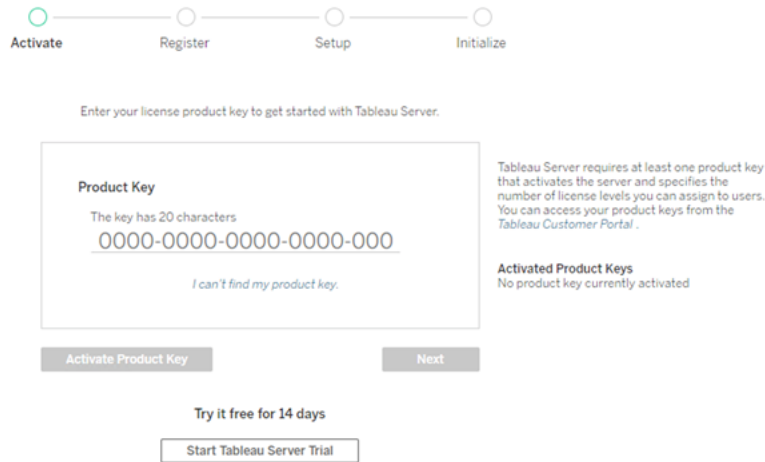 Activate Register Setup Initialize
Enter your license product key to get started with Tableau Server.
Product Key
The key has 20 characters
0000-0000-0000-0000-000
I can't find my product key.
Activate Product Key Next
Try it free for 14 days
Start Tableau Server Trial
Tableau Server requires at least one product key
that activates the server and specifies the
number of license levels you can assign to users.
You can access your product keys from the
Tableau Customer Portal .
Activated Product Keys
No product key currently activated